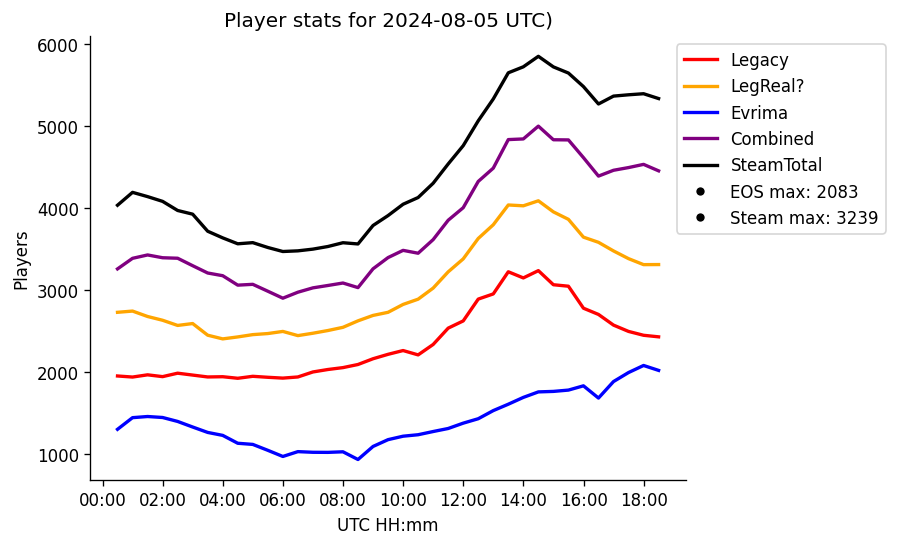 Player stats for 2024-08-05 UTC)
6000
5000
4000
3000
2000
1000
Players
00:00 02:00 04:00 06:00 08:00 10:00 12:00 14:00 16:00 18:00
UTC HH:mm
Legacy
LegReal?
Evrima
Combined
SteamTotal
EOS max: 2083
Steam max: 3239